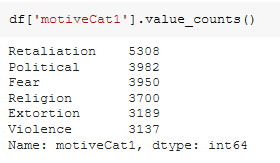 df['motiveCat1'].value_counts()
Retaliation    5308
Political      3982
Fear           3950
Religion       3700
Extortion      3189
Violence       3137
Name: motiveCat1, dtype: int64